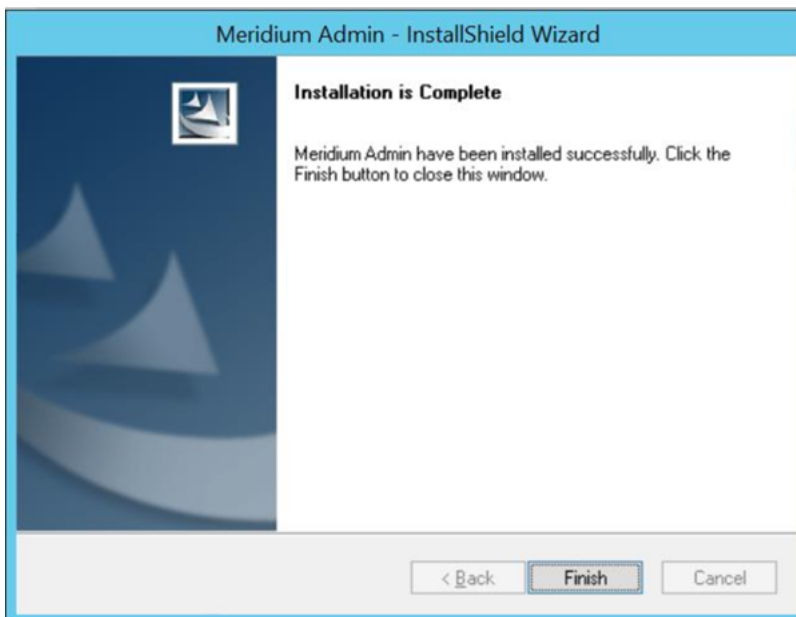 Meridium Admin - InstallShield Wizard
Installation is Complete
Meridium Admin have been installed successfully. Click the
Finish button to close this window.
< Back
Finish
Cancel